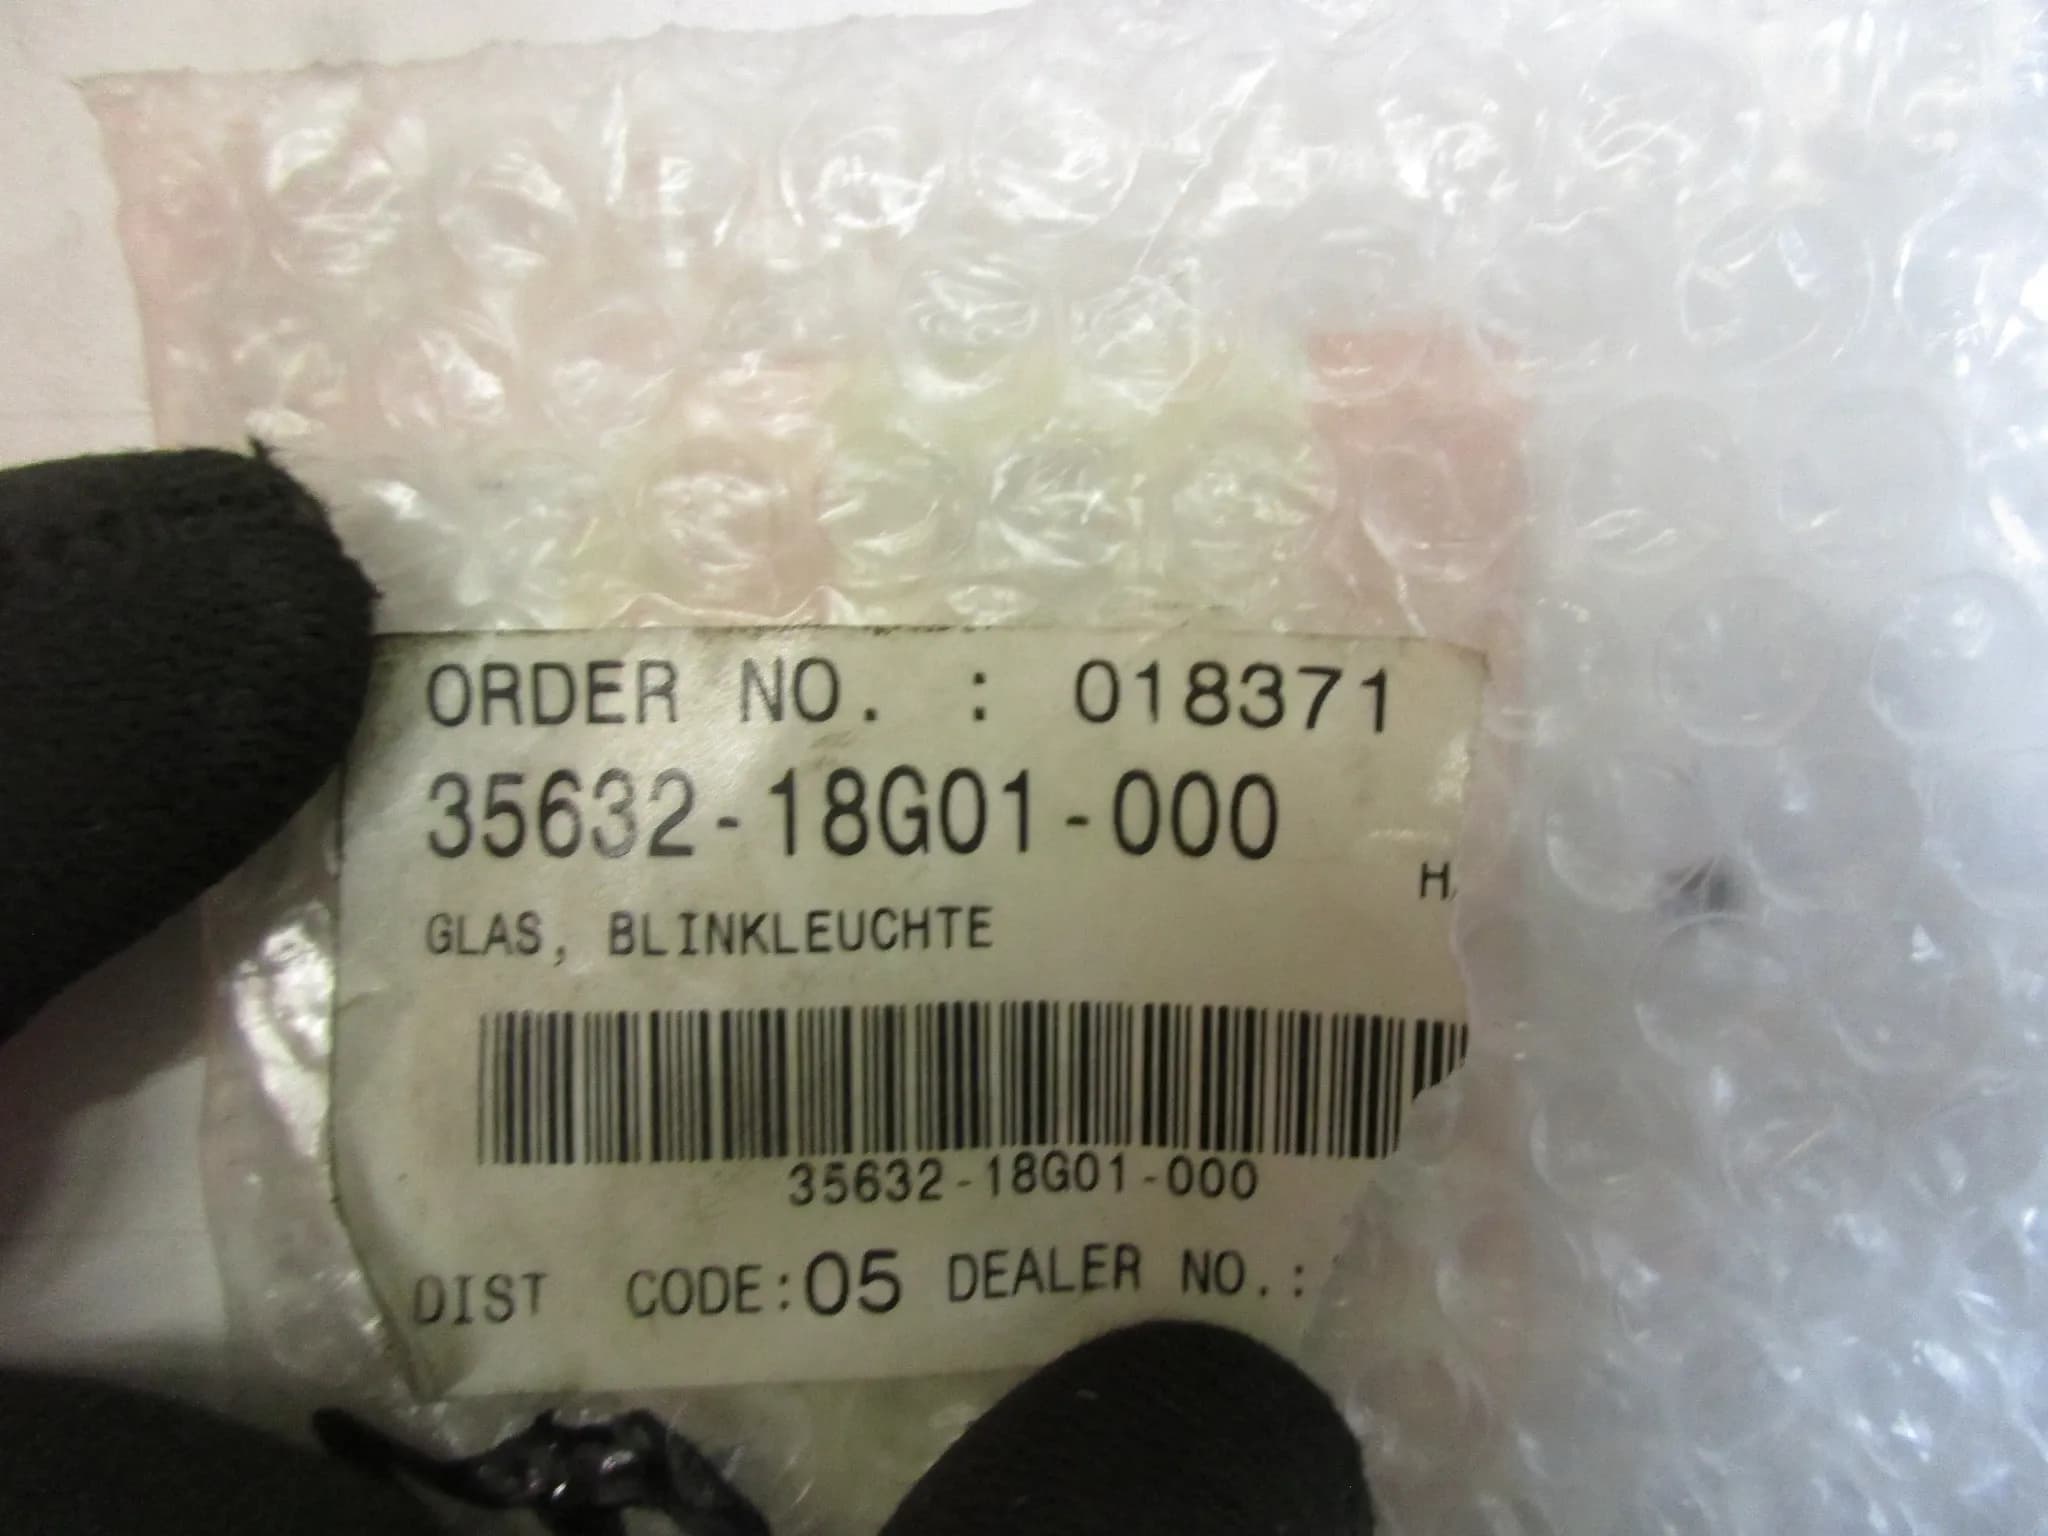 ORDER NO. : 018371
35632-18G01-000
H
GLAS, BLINKLEUCHTE
35632-18G01-000
DIST CODE:05 DEALER NO.: